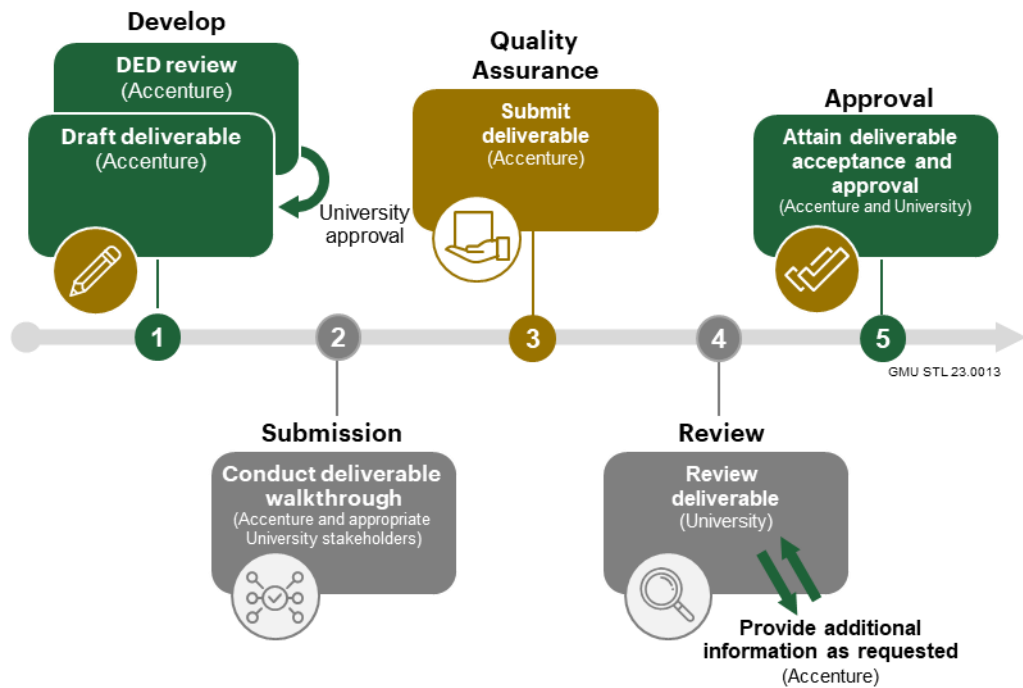 Develop
DED review
(Accenture)
Draft deliverable
(Accenture)
University
approval
1
Submission
Conduct deliverable
walkthrough
(Accenture and appropriate
University stakeholders)
2
Quality
Assurance
Submit
deliverable
(Accenture)
3
Review
Review
deliverable
(University)
Provide additional
information as requested
(Accenture)
4
Approval
Attain deliverable
acceptance and
approval
(Accenture and University)
5
GMU STL.23.0013